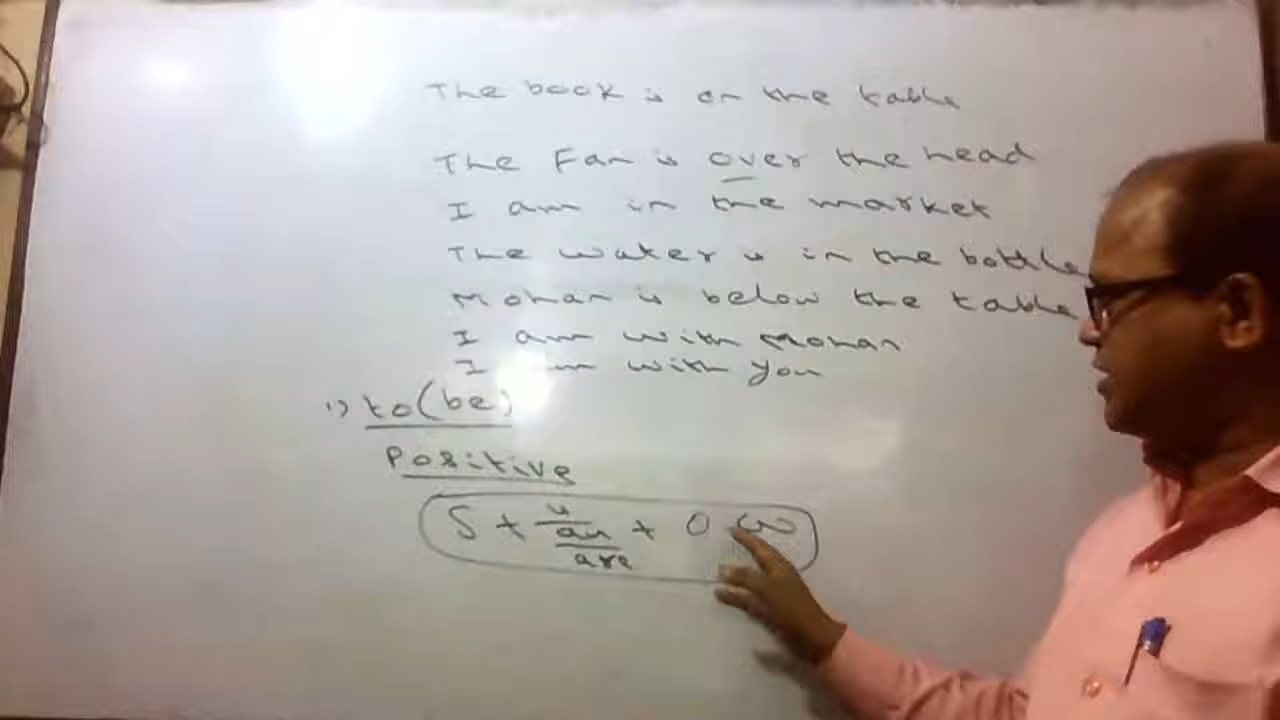 The book is on the table
The Fan is over the head
I am in the market
The water is in the bottle
Mohan is below the table
I am with Mohan
I am with you
1) to(be)
Positive
S + is/am/are + O W